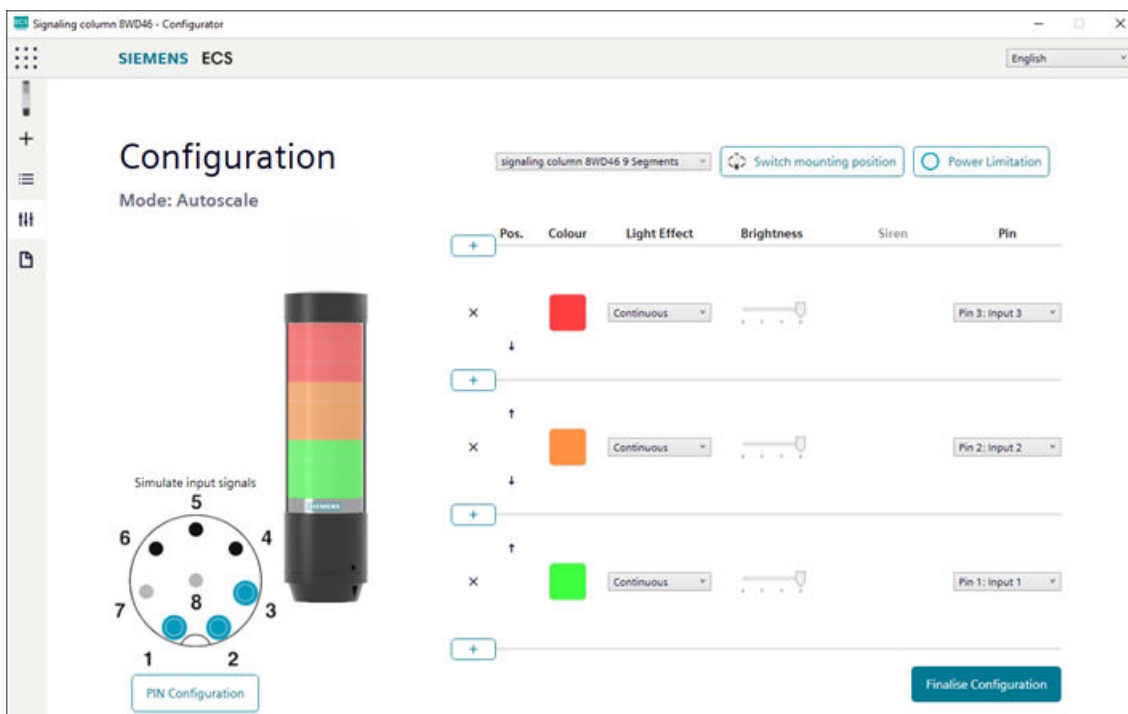 ECS Signaling column 8WD46 - Configurator
SIEMENS ECS
English
Configuration
Mode: Autoscale
signaling column 8WD46 9 Segments
Switch mounting position
Power Limitation
Pos. Colour Light Effect Brightness Siren Pin
+
× Continuous Pin 3: Input 3
↓
+
↑
× Continuous Pin 2: Input 2
↓
+
↑
× Continuous Pin 1: Input 1
+
SIEMENS
Simulate input signals
5
6 4
7 8 3
1 2
PIN Configuration
Finalise Configuration